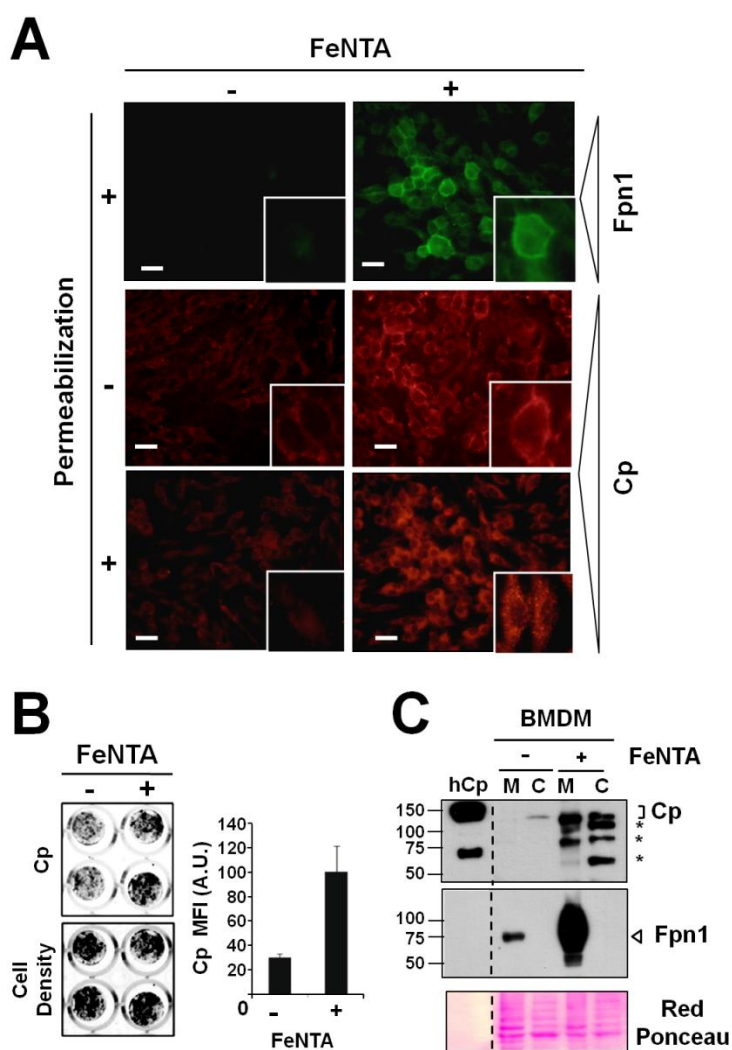 A
FeNTA
- +
Permeabilization
+
-
+
Fpn1
Cp
B
FeNTA
- +
Cp
Cell
Density
Cp MFI (A.U.)
140
120
100
80
60
40
20
0
- +
FeNTA
C
BMDM
- + FeNTA
hCp M C M C
150
100
75
50
Cp
*
*
*
100
75
50
Fpn1
Red
Ponceau